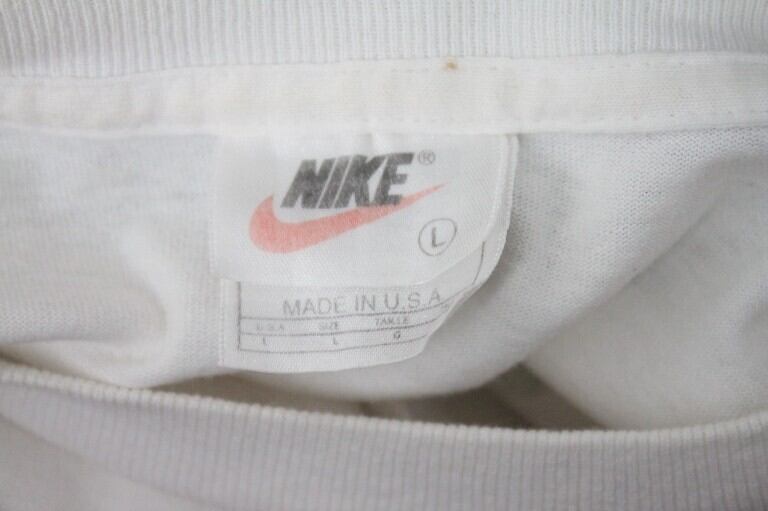 NIKE®
L
MADE IN U.S.A.
U.S.A. SIZE TAILLE
L L G